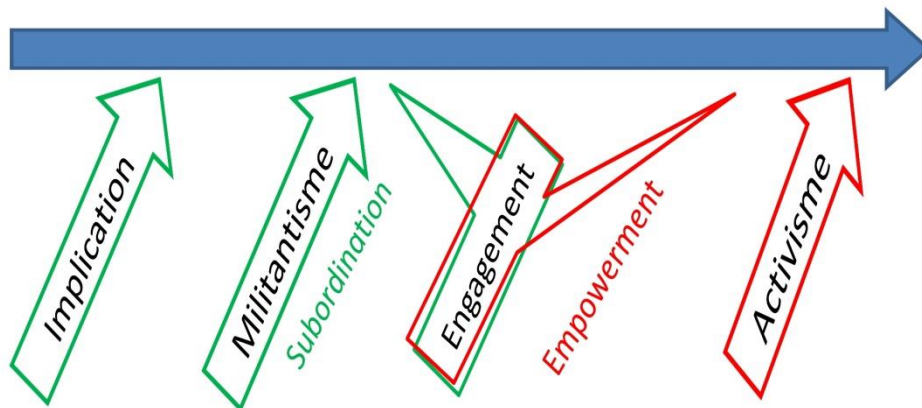 Implication
Militantisme
Subordination
Engagement
Empowerment
Activisme